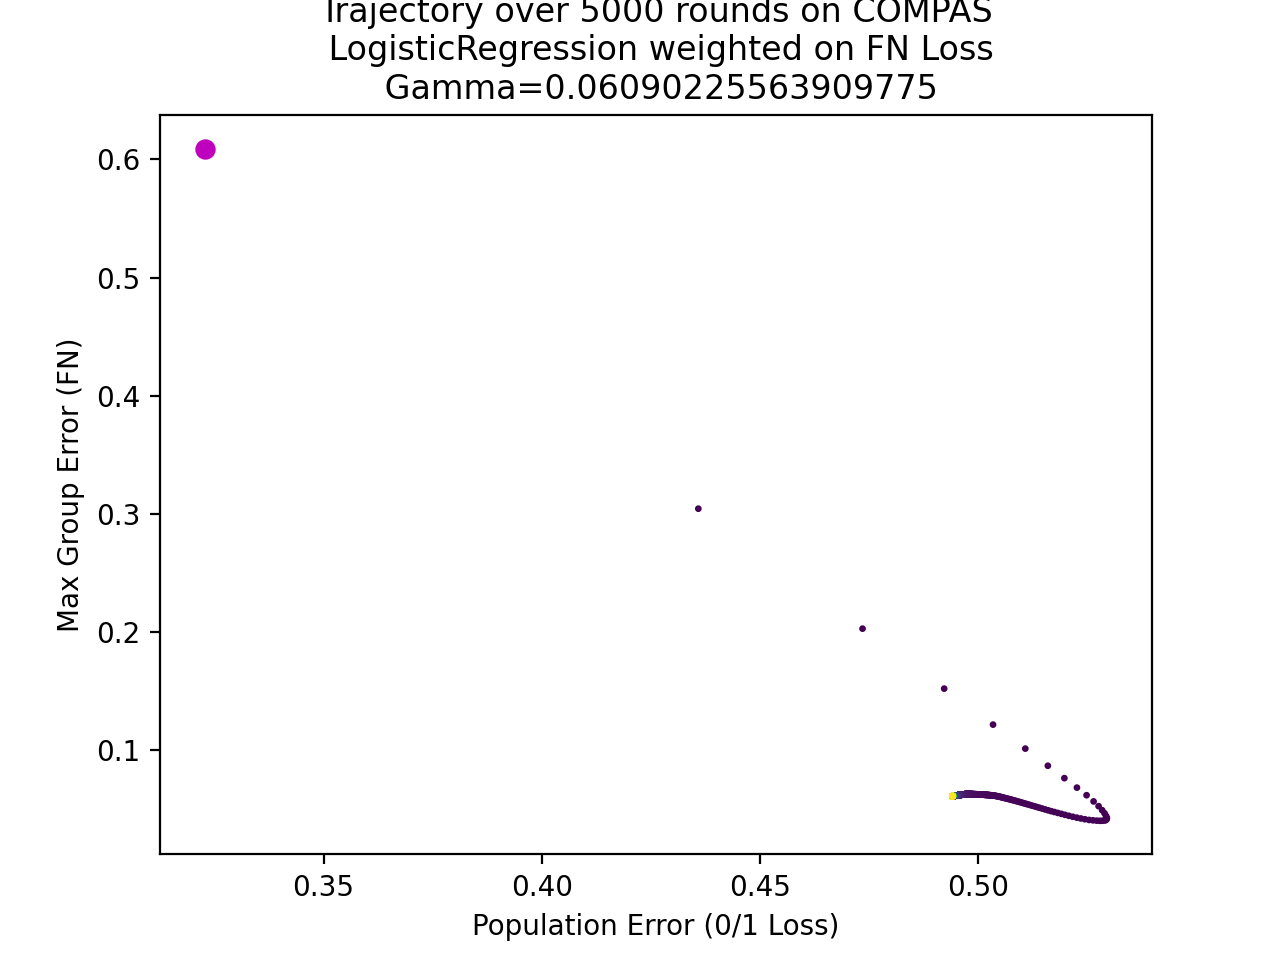 Trajectory over 5000 rounds on COMPAS
LogisticRegression weighted on FN Loss
Gamma=0.06090225563909775
0.6
0.5
0.4
0.3
0.2
0.1
Max Group Error (FN)
0.35
0.40
0.45
0.50
Population Error (0/1 Loss)